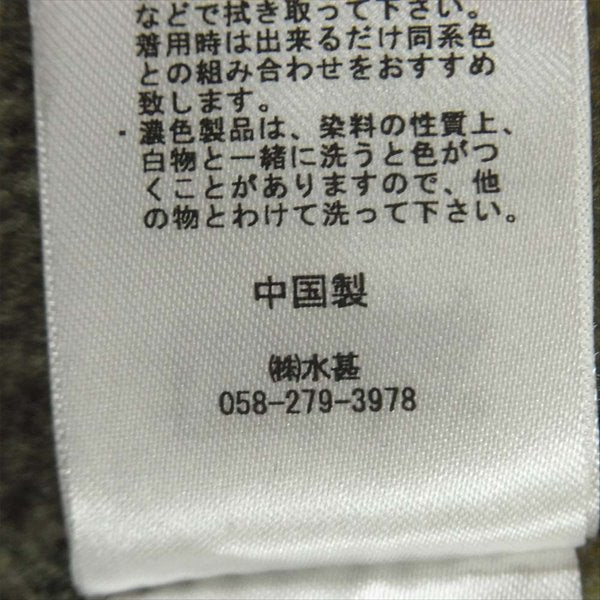 などで拭き取って下さい。
着用時は出来るだけ同系色
との組み合わせをおすすめ
致します。
・濃色製品は、染料の性質上、
白物と一緒に洗うと色がつ
くことがありますので、他
の物とわけて洗って下さい。
中国製
㈱水甚
058-279-3978